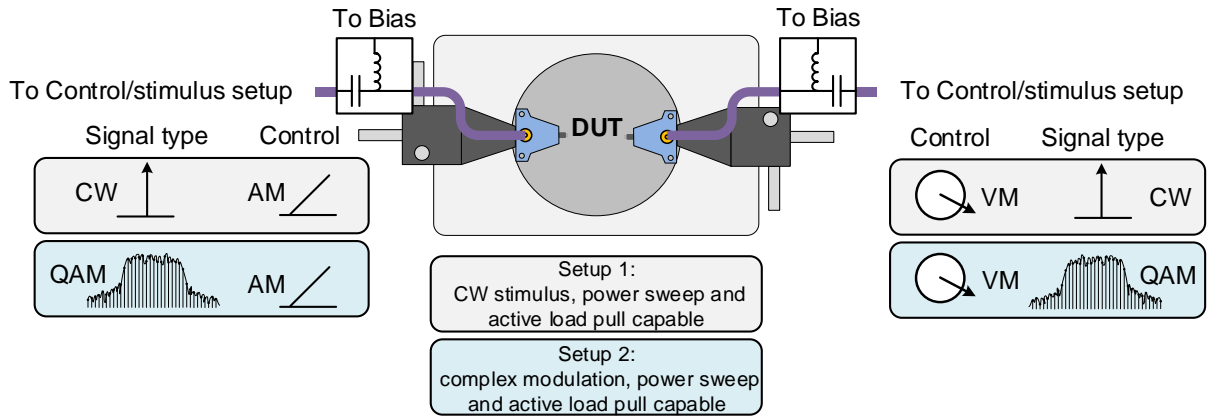 To Bias
To Bias
To Control/stimulus setup
DUT
To Control/stimulus setup
Signal type
Control
Control
Signal type
CW
AM
VM
CW
QAM
AM
VM
QAM
Setup 1:
CW stimulus, power sweep and
active load pull capable
Setup 2:
complex modulation, power sweep
and active load pull capable